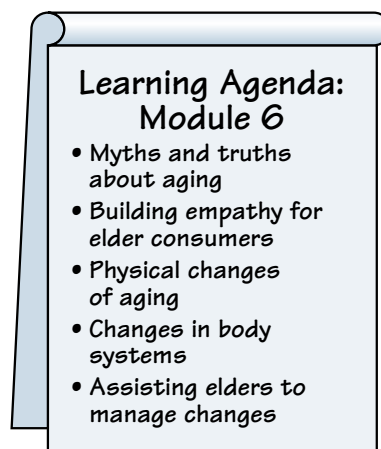 Learning Agenda:
Module 6
• Myths and truths
about aging
• Building empathy for
elder consumers
• Physical changes
of aging
• Changes in body
systems
• Assisting elders to
manage changes